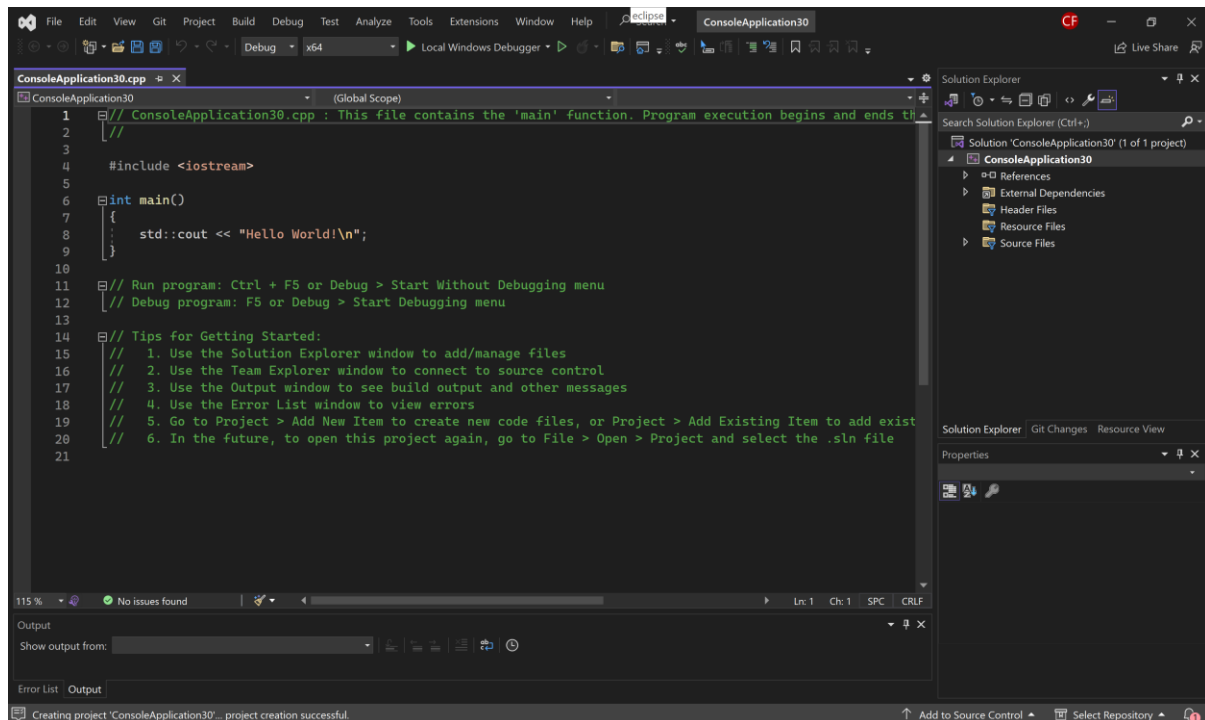 File Edit View Git Project Build Debug Test Analyze Tools Extensions Window Help eclipse ConsoleApplication30 CF
Debug x64 Local Windows Debugger Live Share
ConsoleApplication30.cpp
ConsoleApplication30 (Global Scope)
1 // ConsoleApplication30.cpp : This file contains the 'main' function. Program execution begins and ends
2 //
3
4 #include <iostream>
5
6 int main()
7 {
8 std::cout << "Hello World!\n";
9 }
10
11 // Run program: Ctrl + F5 or Debug > Start Without Debugging menu
12 // Debug program: F5 or Debug > Start Debugging menu
13
14 // Tips for Getting Started:
15 // 1. Use the Solution Explorer window to add/manage files
16 // 2. Use the Team Explorer window to connect to source control
17 // 3. Use the Output window to see build output and other messages
18 // 4. Use the Error List window to view errors
19 // 5. Go to Project > Add New Item to create new code files, or Project > Add Existing Item to add exist
20 // 6. In the future, to open this project again, go to File > Open > Project and select the .sln file
21
115 % No issues found Ln: 1 Ch: 1 SPC CRLF
Output
Show output from:
Error List Output
Solution Explorer
Search Solution Explorer (Ctrl+;)
Solution 'ConsoleApplication30' (1 of 1 project)
ConsoleApplication30
References
External Dependencies
Header Files
Resource Files
Source Files
Solution Explorer Git Changes Resource View
Properties
Creating project 'ConsoleApplication30'... project creation successful. Add to Source Control Select Repository